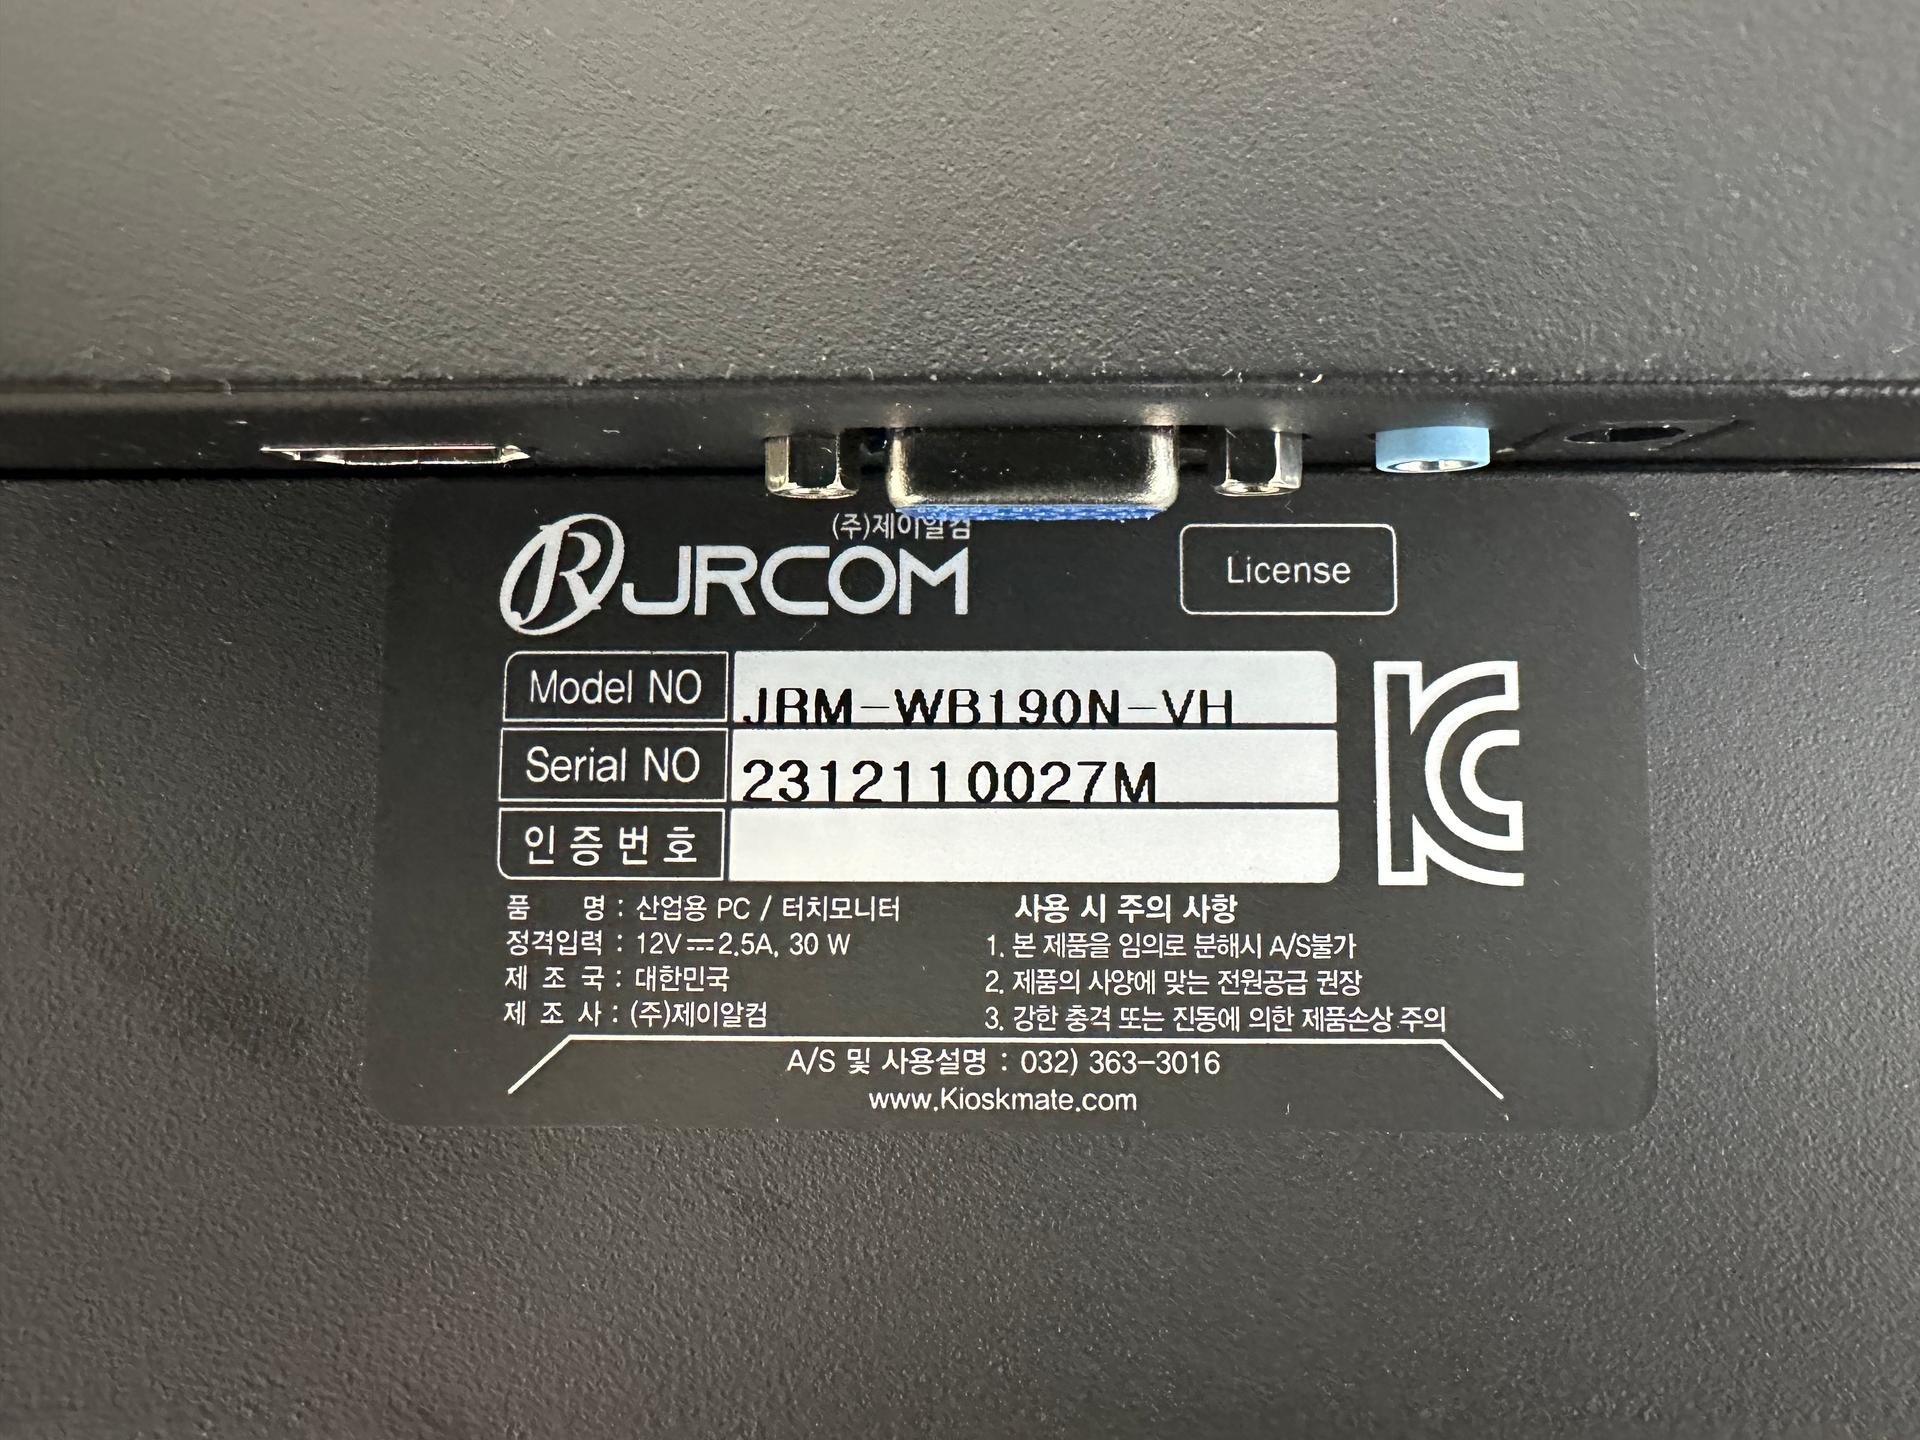 (주)제이알컴
JR JRCOM
License
Model NO JRM-WB190N-VH
Serial NO 2312110027M
인증번호
KC
품 명 : 산업용 PC / 터치모니터
정격입력 : 12V⎓2.5A, 30 W
제 조 국 : 대한민국
제 조 사 : (주)제이알컴
사용 시 주의 사항
1. 본 제품을 임의로 분해시 A/S불가
2. 제품의 사양에 맞는 전원공급 권장
3. 강한 충격 또는 진동에 의한 제품손상 주의
A/S 및 사용설명 : 032) 363-3016
www.Kioskmate.com